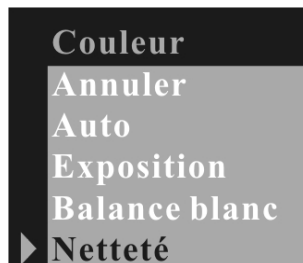 Couleur
Annuler
Auto
Exposition
Balance blanc
Netteté